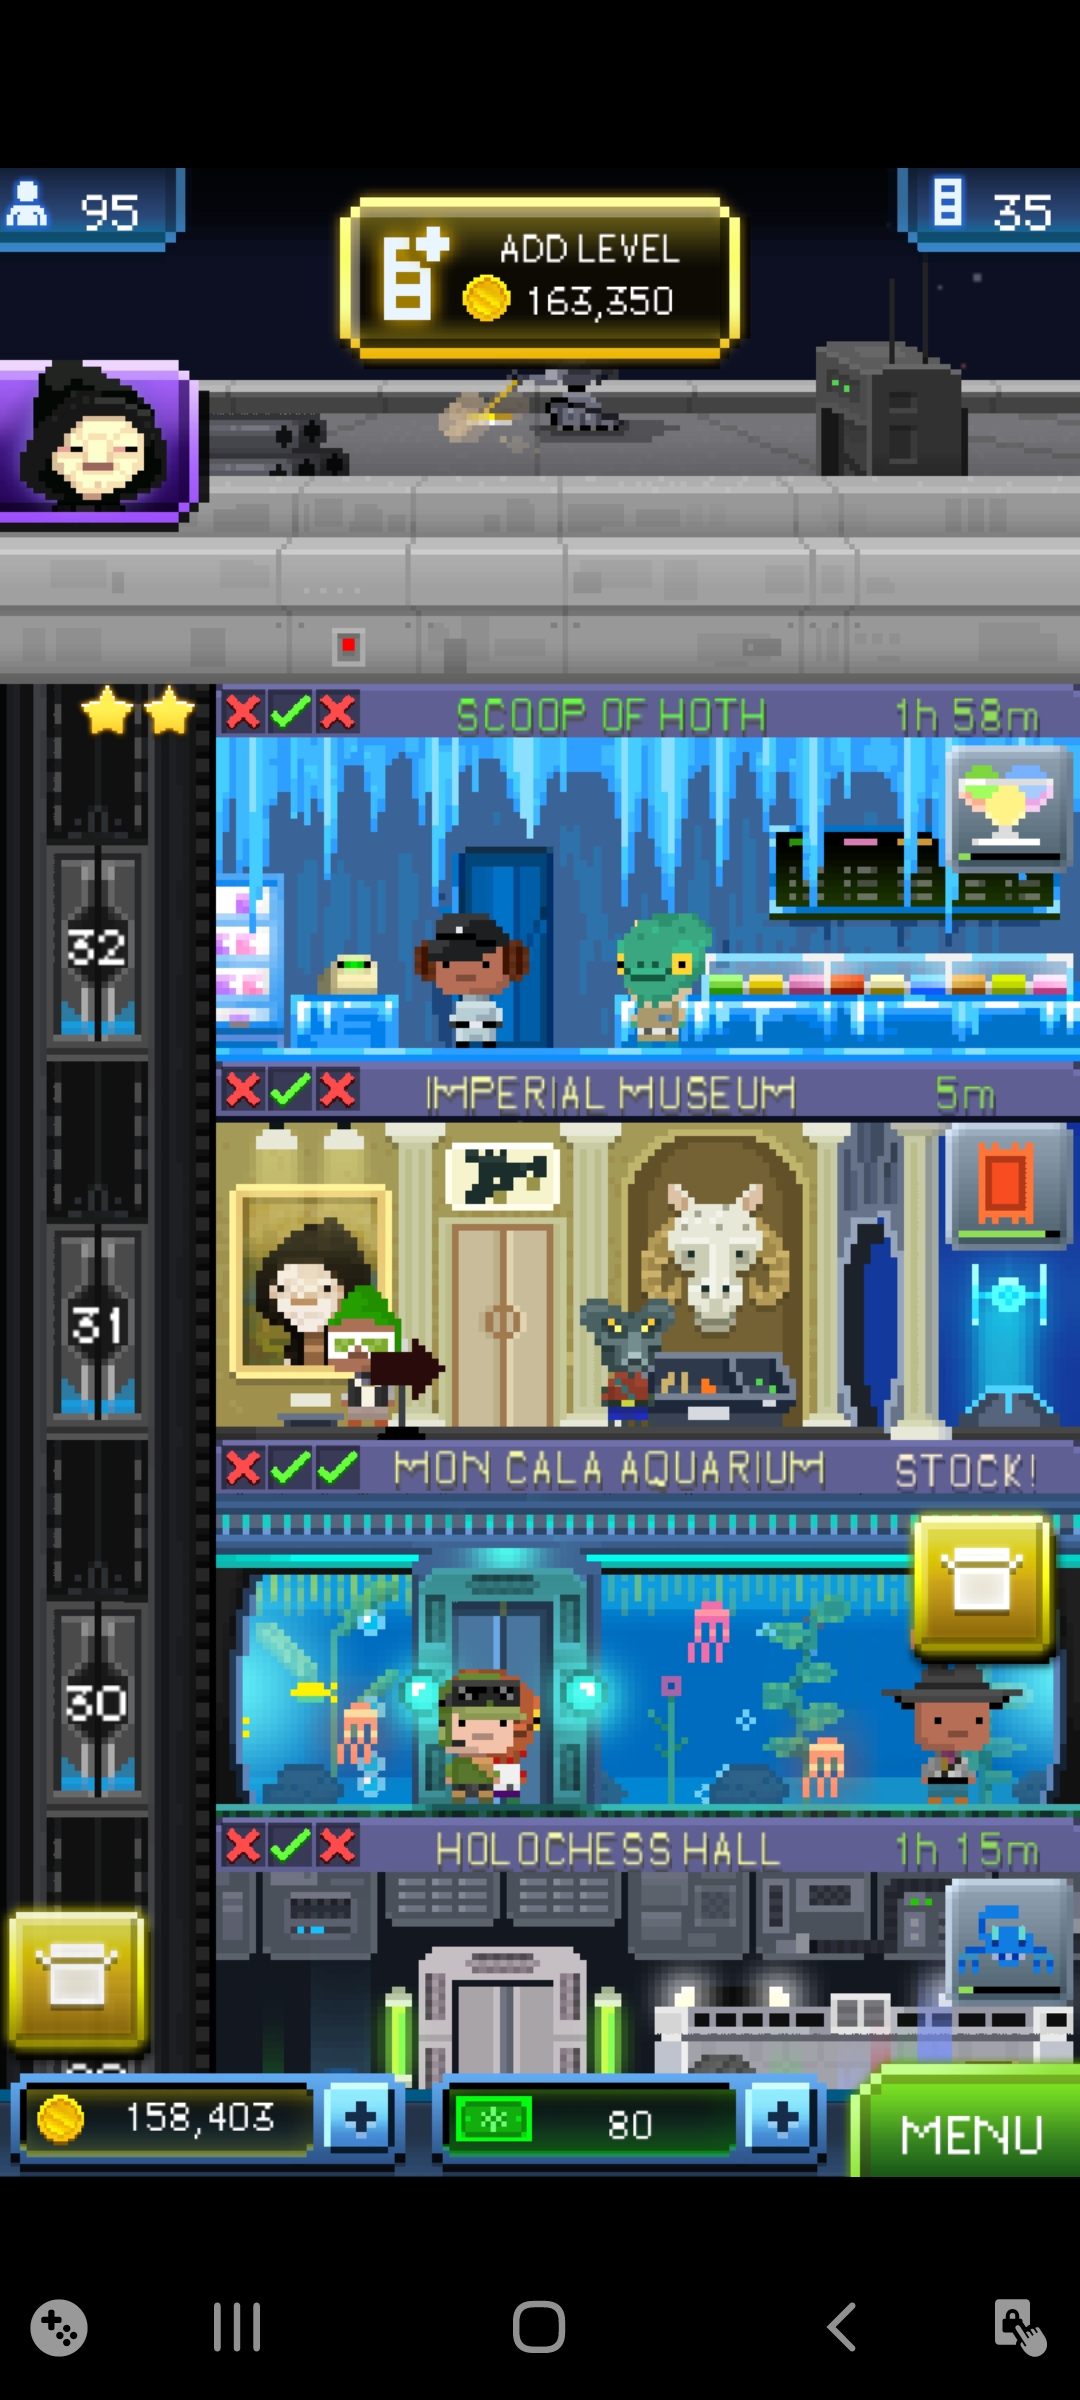 95
ADD LEVEL
163,350
35
SCOOP OF HOTH 1h 58m
32
IMPERIAL MUSEUM 5m
31
MON CALA AQUARIUM STOCK!
30
HOLOCHESS HALL 1h 15m
158,403
80
MENU